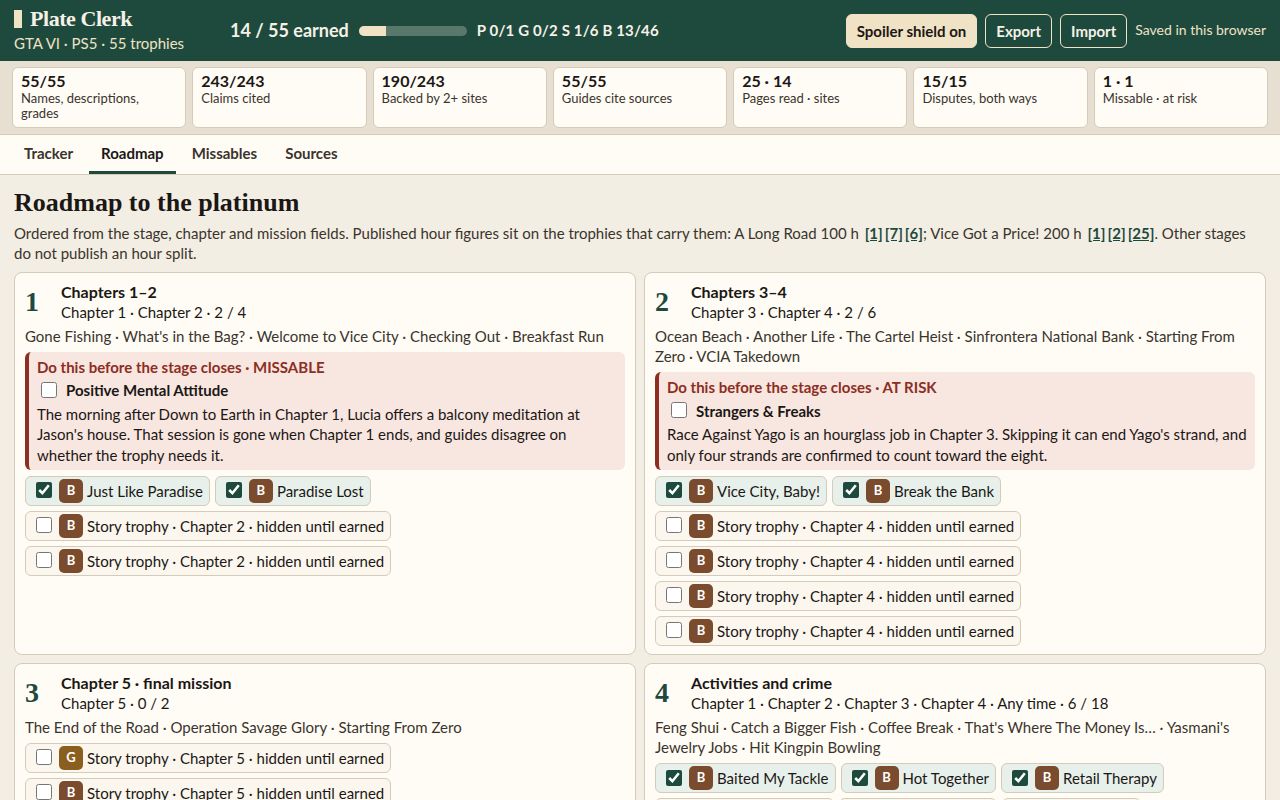 Plate Clerk
GTA VI · PS5 · 55 trophies
14 / 55 earned
P 0/1 G 0/2 S 1/6 B 13/46
Spoiler shield on
Export
Import
Saved in this browser
55/55
Names, descriptions,
grades
243/243
Claims cited
190/243
Backed by 2+ sites
55/55
Guides cite sources
25 · 14
Pages read · sites
15/15
Disputes, both ways
1 · 1
Missable · at risk
Tracker
Roadmap
Missables
Sources
Roadmap to the platinum
Ordered from the stage, chapter and mission fields. Published hour figures sit on the trophies that carry them: A Long Road 100 h [1][7][6]; Vice Got a Price! 200 h [1][2][25]. Other stages
do not publish an hour split.
1
Chapters 1–2
Chapter 1 · Chapter 2 · 2 / 4
Gone Fishing · What's in the Bag? · Welcome to Vice City · Checking Out · Breakfast Run
Do this before the stage closes · MISSABLE
Positive Mental Attitude
The morning after Down to Earth in Chapter 1, Lucia offers a balcony meditation at
Jason's house. That session is gone when Chapter 1 ends, and guides disagree on
whether the trophy needs it.
B Just Like Paradise
B Paradise Lost
B Story trophy · Chapter 2 · hidden until earned
B Story trophy · Chapter 2 · hidden until earned
2
Chapters 3–4
Chapter 3 · Chapter 4 · 2 / 6
Ocean Beach · Another Life · The Cartel Heist · Sinfrontera National Bank · Starting From
Zero · VCIA Takedown
Do this before the stage closes · AT RISK
Strangers & Freaks
Race Against Yago is an hourglass job in Chapter 3. Skipping it can end Yago's strand, and
only four strands are confirmed to count toward the eight.
B Vice City, Baby!
B Break the Bank
B Story trophy · Chapter 4 · hidden until earned
B Story trophy · Chapter 4 · hidden until earned
B Story trophy · Chapter 4 · hidden until earned
B Story trophy · Chapter 4 · hidden until earned
3
Chapter 5 · final mission
Chapter 5 · 0 / 2
The End of the Road · Operation Savage Glory · Starting From Zero
G Story trophy · Chapter 5 · hidden until earned
B Story trophy · Chapter 5 · hidden until earned
4
Activities and crime
Chapter 1 · Chapter 2 · Chapter 3 · Chapter 4 · Any time · 6 / 18
Feng Shui · Catch a Bigger Fish · Coffee Break · That's Where The Money Is... · Yasmani's
Jewelry Jobs · Hit Kingpin Bowling
B Baited My Tackle
B Hot Together
B Retail Therapy